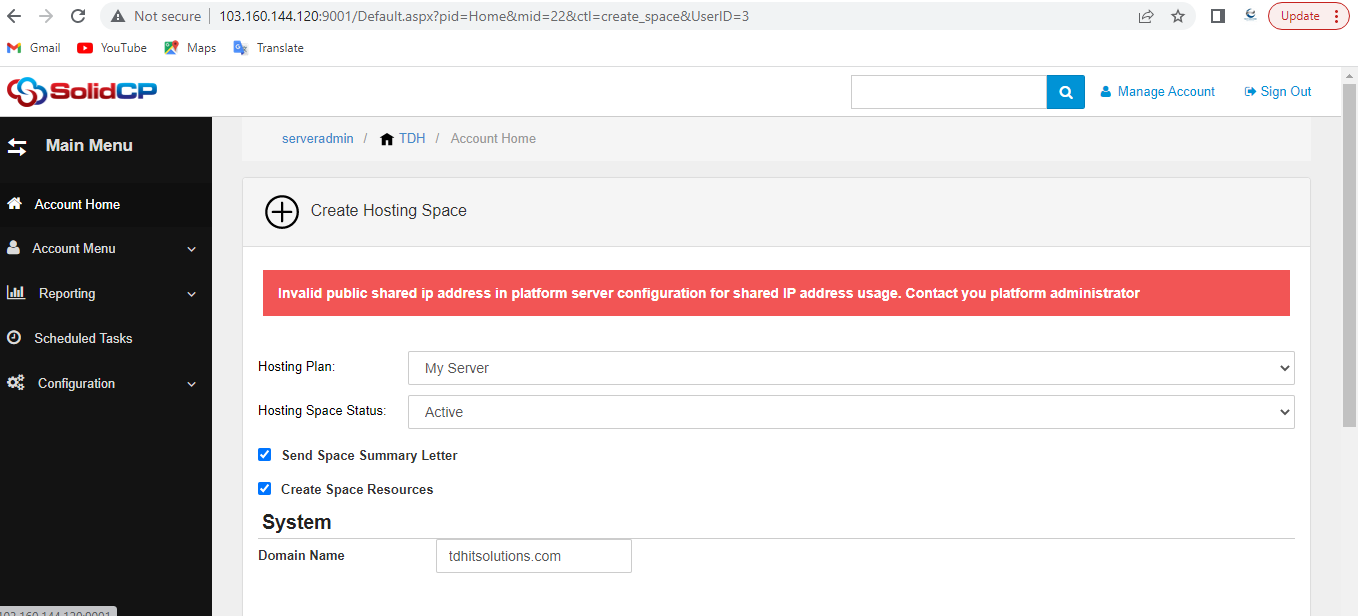 Not secure 103.160.144.120:9001/Default.aspx?pid=Home&mid=22&ctl=create_space&UserID=3
Update
Gmail YouTube Maps Translate
SolidCP
Manage Account Sign Out
Main Menu
serveradmin / TDH / Account Home
Account Home
Create Hosting Space
Account Menu
Reporting
Invalid public shared ip address in platform server configuration for shared IP address usage. Contact you platform administrator
Scheduled Tasks
Hosting Plan: My Server
Configuration
Hosting Space Status: Active
Send Space Summary Letter
Create Space Resources
System
Domain Name tdhitsolutions.com